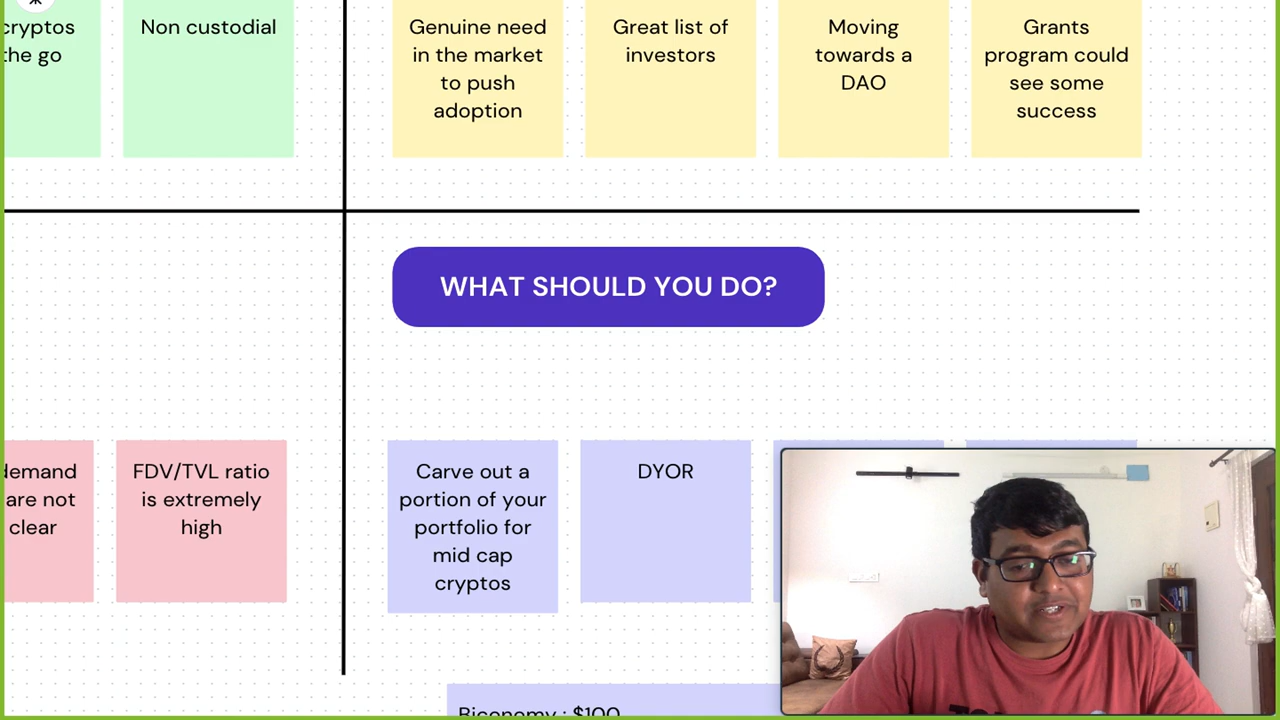 cryptos
the go
Non custodial
Genuine need
in the market
to push
adoption
Great list of
investors
Moving
towards a
DAO
Grants
program could
see some
success
WHAT SHOULD YOU DO?
demand
are not
clear
FDV/TVL ratio
is extremely
high
Carve out a
portion of your
portfolio for
mid cap
cryptos
DYOR
Biconomy : $100